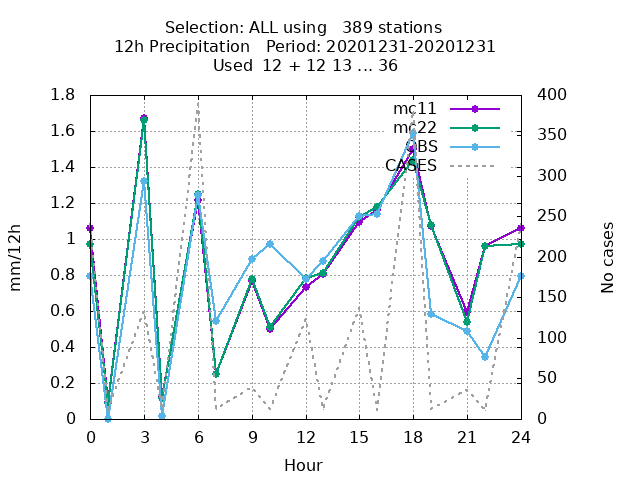 Selection: ALL using   389 stations
12h Precipitation   Period: 20201231-20201231
Used  12 + 12 13 ... 36
mm/12h
1.8
1.6
1.4
1.2
1
0.8
0.6
0.4
0.2
0
mc11
mc22
OBS
CASES
400
350
300
250
200
150
100
50
0
No cases
0 3 6 9 12 15 18 21 24
Hour